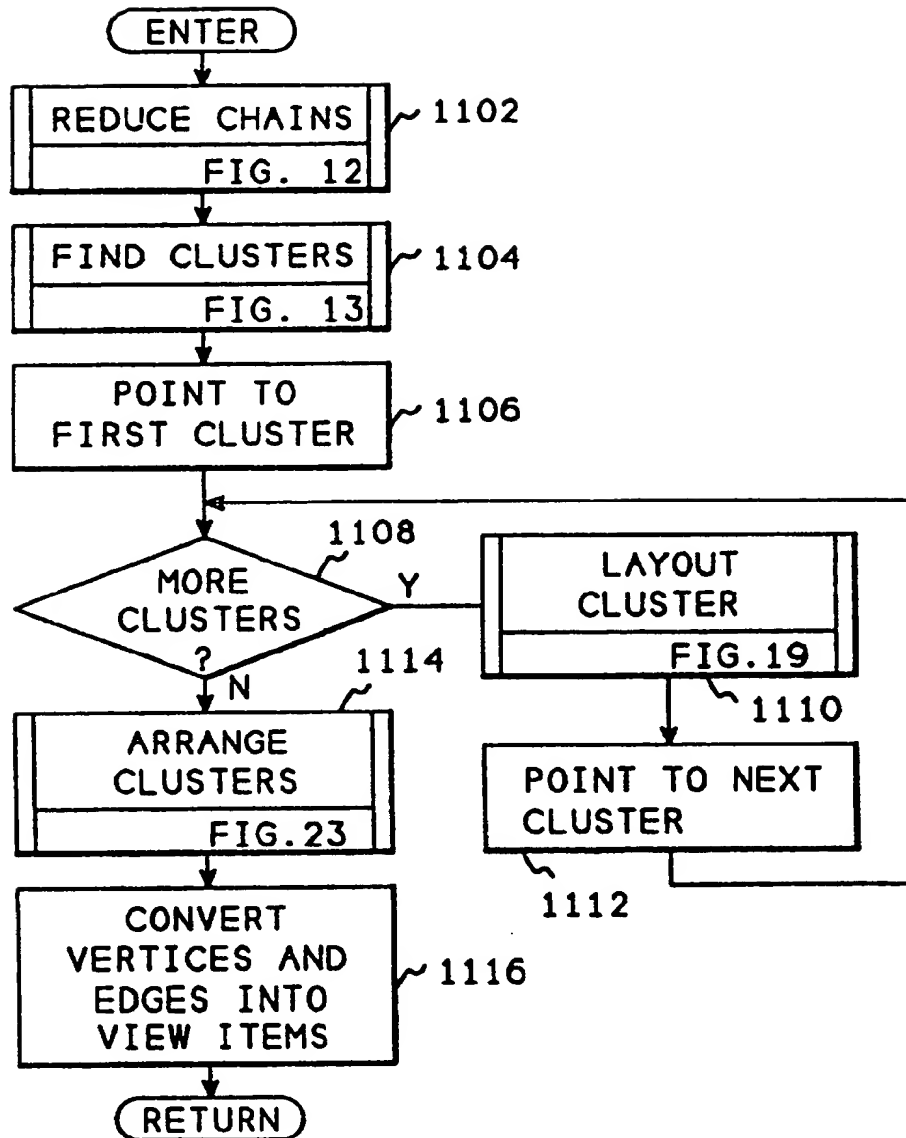 ENTER
REDUCE CHAINS
1102
FIG. 12
FIND CLUSTERS
1104
FIG. 13
POINT TO
FIRST CLUSTER
1106
1108
MORE
CLUSTERS
?
Y
N
LAYOUT
CLUSTER
FIG.19
1110
POINT TO NEXT
CLUSTER
1112
1114
ARRANGE
CLUSTERS
FIG.23
CONVERT
VERTICES AND
EDGES INTO
VIEW ITEMS
1116
RETURN